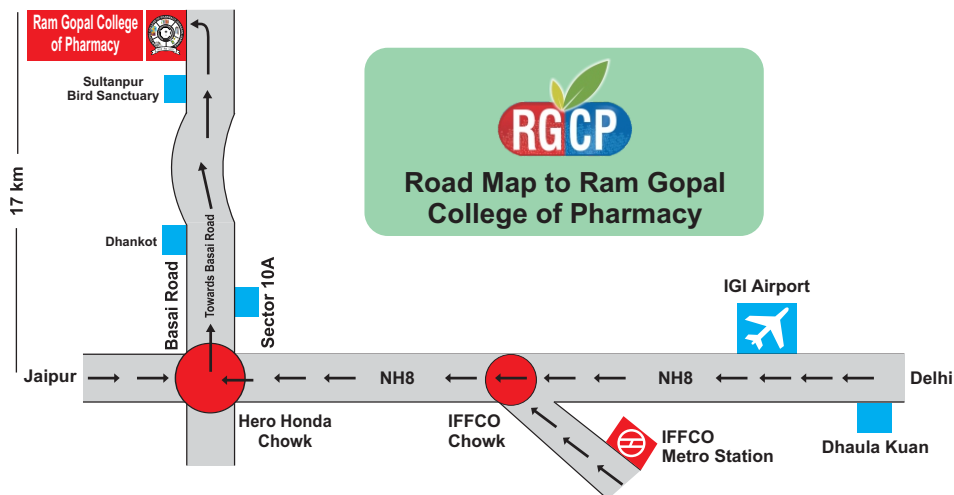 Ram Gopal College
of Pharmacy
Sultanpur
Bird Sanctuary
17 km
RGCP
Road Map to Ram Gopal
College of Pharmacy
Dhankot
Basai Road
Towards Basai Road
Sector 10A
IGI Airport
Jaipur
NH8
NH8
Delhi
Hero Honda
Chowk
IFFCO
Chowk
IFFCO
Metro Station
Dhaula Kuan